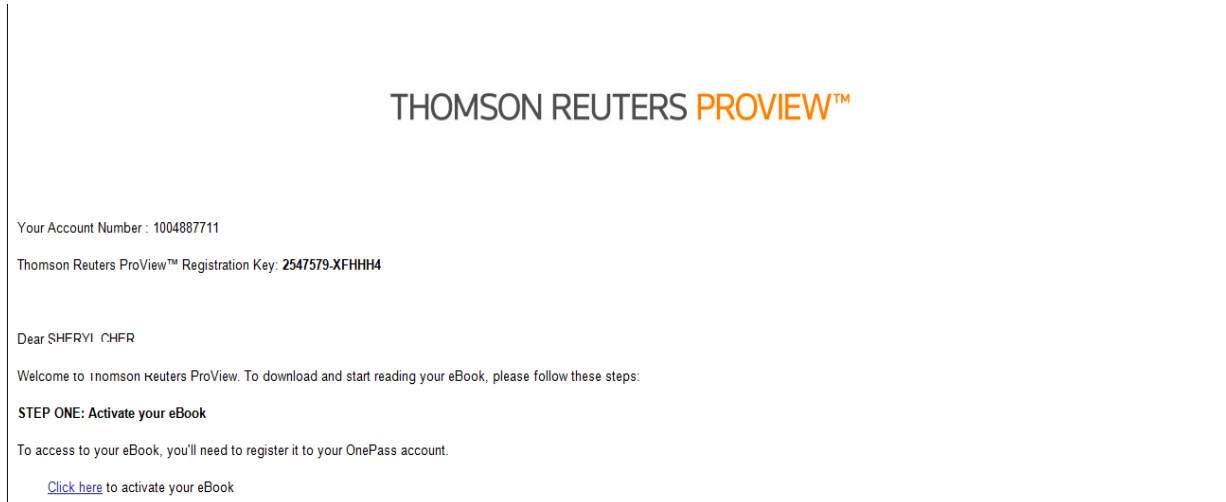 THOMSON REUTERS PROVIEW™
Your Account Number : 1004887711
Thomson Reuters ProView™ Registration Key: 2547579-XFHHH4
Dear SHERYL CHER
Welcome to Thomson Reuters ProView. To download and start reading your eBook, please follow these steps:
STEP ONE: Activate your eBook
To access to your eBook, you'll need to register it to your OnePass account.
Click here to activate your eBook